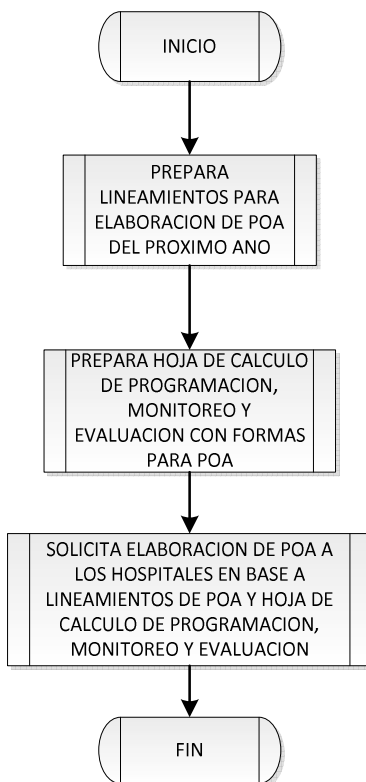 INICIO
PREPARA
LINEAMIENTOS PARA
ELABORACION DE POA
DEL PROXIMO ANO
PREPARA HOJA DE CALCULO
DE PROGRAMACION,
MONITOREO Y
EVALUACION CON FORMAS
PARA POA
SOLICITA ELABORACION DE POA A
LOS HOSPITALES EN BASE A
LINEAMIENTOS DE POA Y HOJA DE
CALCULO DE PROGRAMACION,
MONITOREO Y EVALUACION
FIN